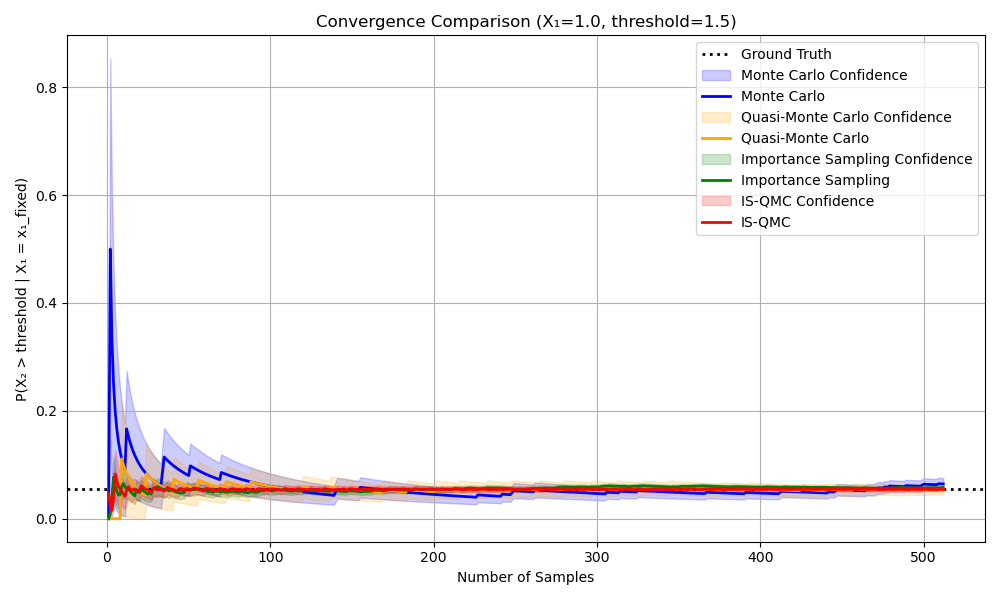 Convergence Comparison (X₁=1.0, threshold=1.5)
Ground Truth
Monte Carlo Confidence
Monte Carlo
Quasi-Monte Carlo Confidence
Quasi-Monte Carlo
Importance Sampling Confidence
Importance Sampling
IS-QMC Confidence
IS-QMC
P(X₂ > threshold | X₁ = x₁_fixed)
0.8
0.6
0.4
0.2
0.0
0 100 200 300 400 500
Number of Samples